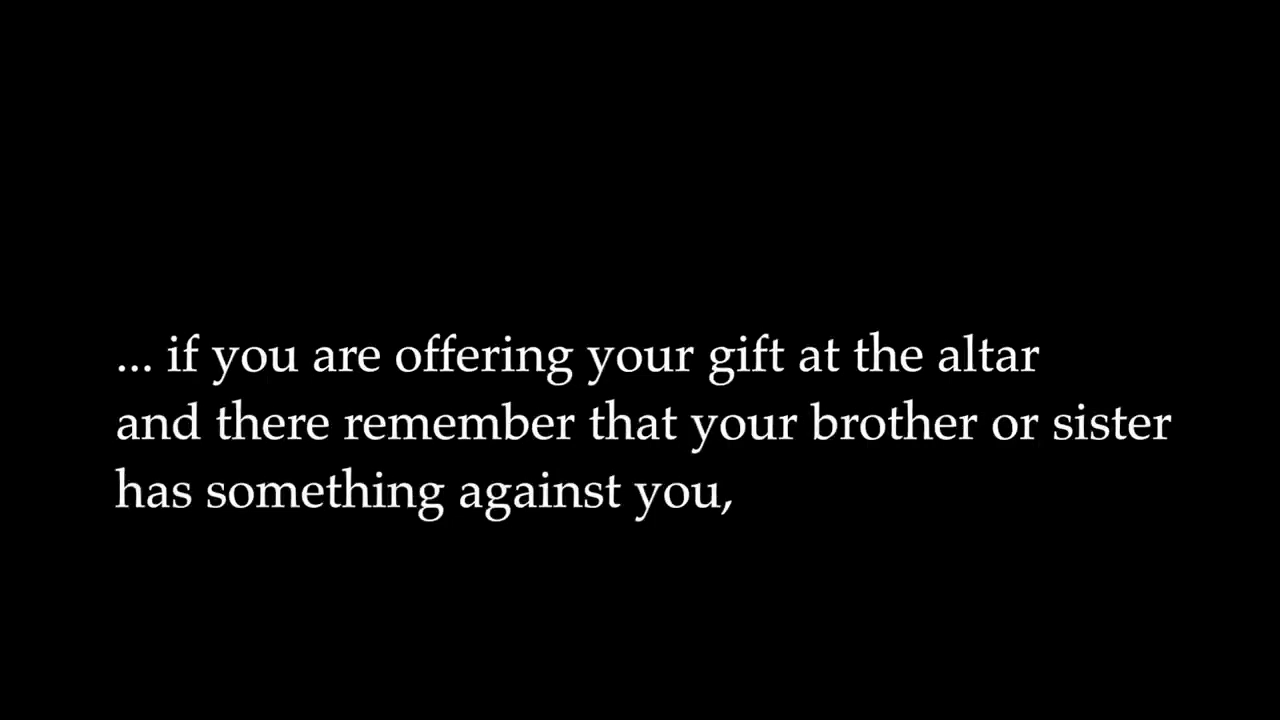 ... if you are offering your gift at the altar
and there remember that your brother or sister
has something against you,